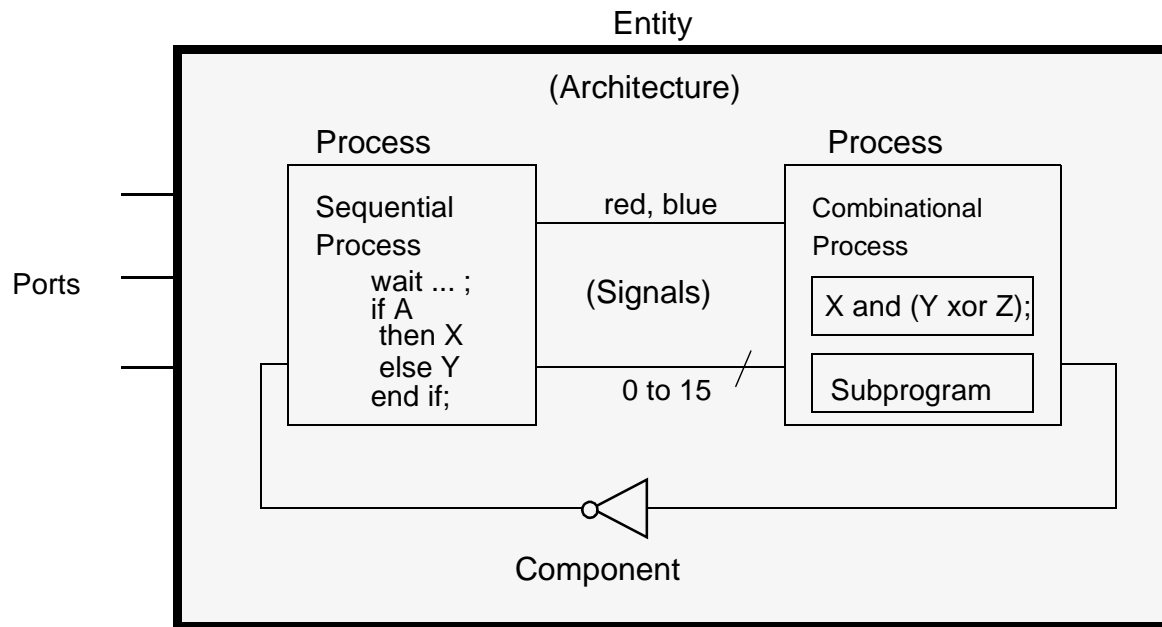 Entity
(Architecture)
Process
Sequential
Process
wait ... ;
if A
then X
else Y
end if;
red, blue
(Signals)
0 to 15
Process
Combinational
Process
X and (Y xor Z);
Subprogram
Ports
Component